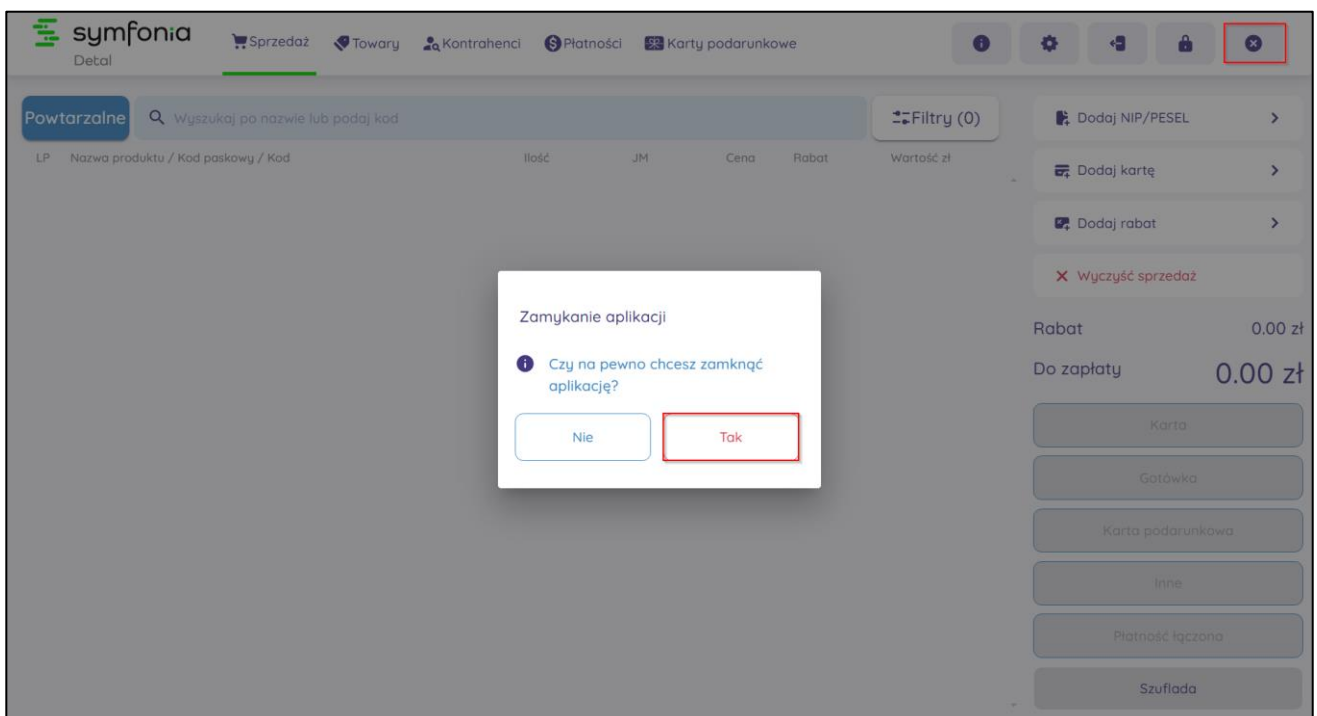 symfonia
Detal
Sprzedaż Towary Kontrahenci Płatności Karty podarunkowe
Powtarzalne Wyszukaj po nazwie lub podaj kod Filtry (0)
LP Nazwa produktu / Kod paskowy / Kod Ilość JM Cena Rabat Wartość zł
Dodaj NIP/PESEL
Dodaj kartę
Dodaj rabat
Wyczyść sprzedaż
Zamykanie aplikacji
Czy na pewno chcesz zamknąć
aplikację?
Nie Tak
Rabat 0.00 zł
Do zapłaty 0.00 zł
Karta
Gotówka
Karta podarunkowa
Inne
Płatność łączona
Szuflada